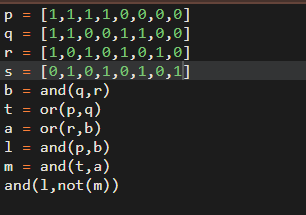 p = [1,1,1,1,0,0,0,0]
q = [1,1,0,0,1,1,0,0]
r = [1,0,1,0,1,0,1,0]
s = [0,1,0,1,0,1,0,1]
b = and(q,r)
t = or(p,q)
a = or(r,b)
l = and(p,b)
m = and(t,a)
and(l,not(m))